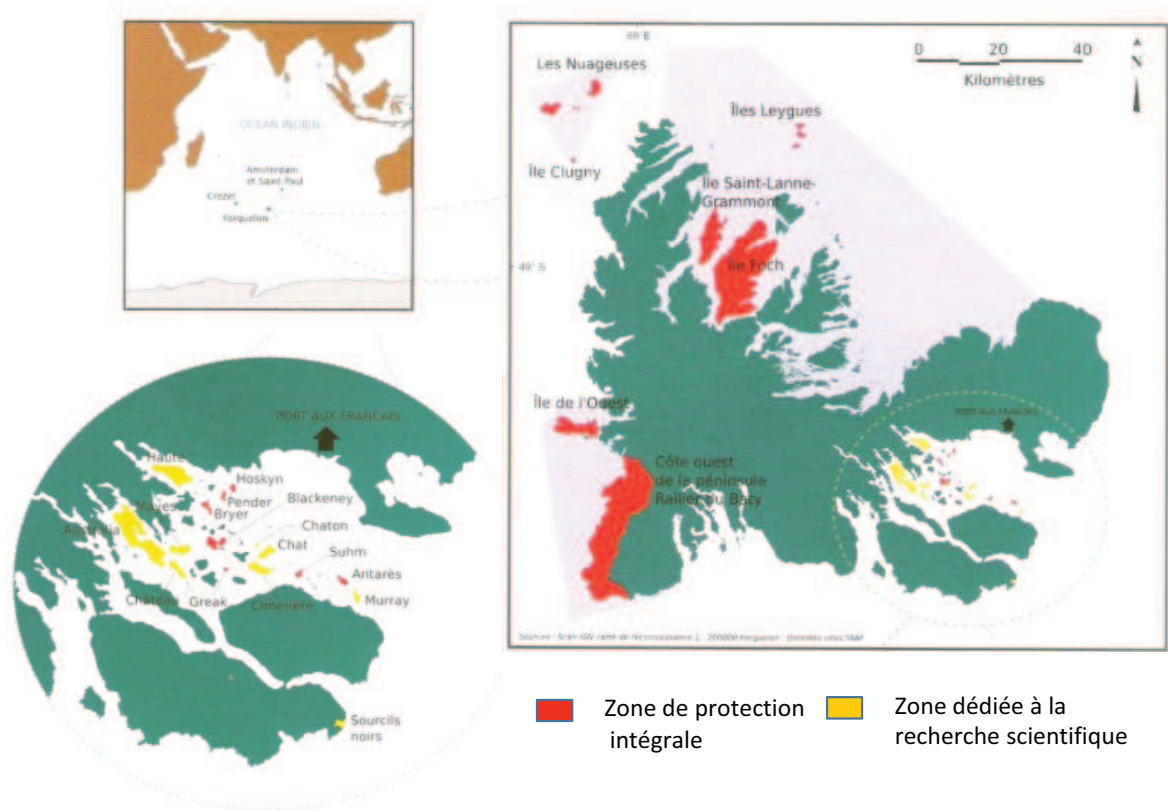 OCÉAN INDIEN
Amsterdam
et Saint-Paul
Crozet
Kerguelen
69° E
0 20 40
Kilomètres
N
Les Nuageuses
Îles Leygues
Île Clugny
Île Saint-Lanne-
Grammont
49° S
Île Foch
Île de l'Ouest
PORT AUX FRANÇAIS
Côte ouest
de la péninsule
Rallier du Baty
PORT AUX FRANÇAIS
Haute
Hoskyn
Mayes
Pender
Blackeney
Bryer
Australia
Chaton
Chat
Suhm
Antarès
Château
Greak
Cimetière
Murray
Sourcils
noirs
Zone de protection
intégrale
Zone dédiée à la
recherche scientifique